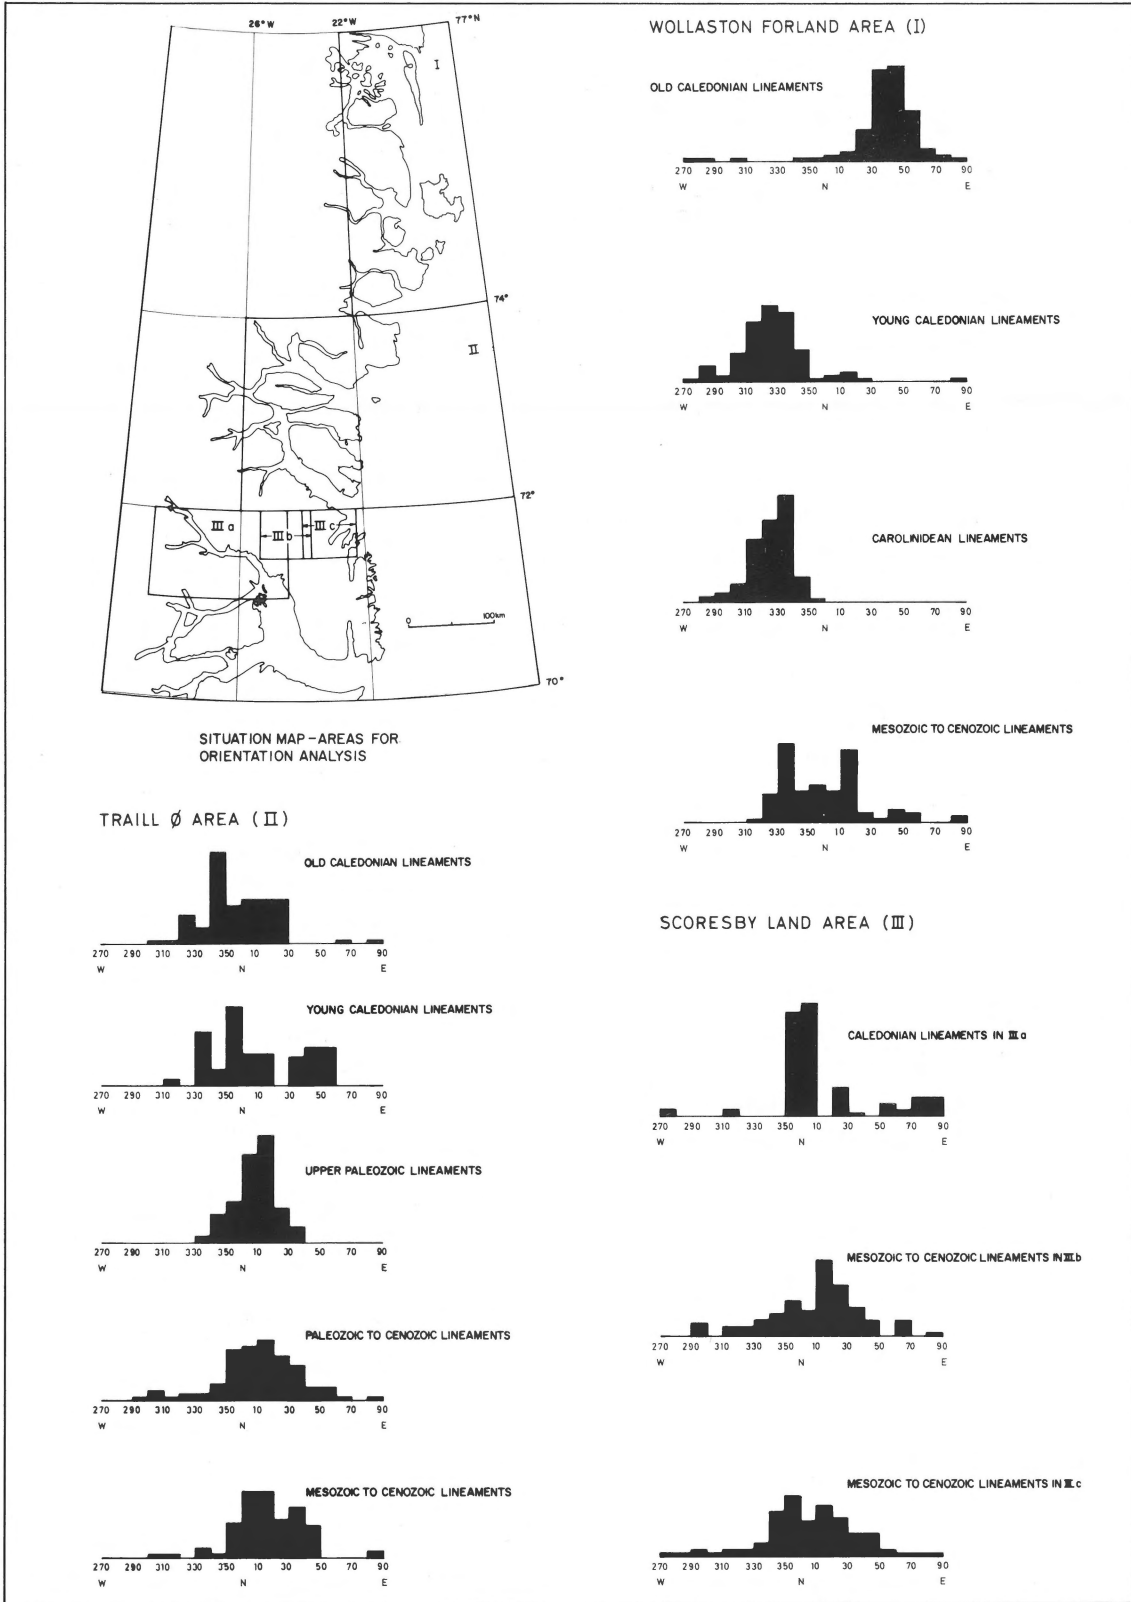 26°W 22°W 77°N
I
74°
II
72°
III a III b III c
0 100km
70°
SITUATION MAP – AREAS FOR
ORIENTATION ANALYSIS
WOLLASTON FORLAND AREA (I)
OLD CALEDONIAN LINEAMENTS
270 290 310 330 350 10 30 50 70 90
W N E
YOUNG CALEDONIAN LINEAMENTS
270 290 310 330 350 10 30 50 70 90
W N E
CAROLINIDEAN LINEAMENTS
270 290 310 330 350 10 30 50 70 90
W N E
MESOZOIC TO CENOZOIC LINEAMENTS
270 290 310 330 350 10 30 50 70 90
W N E
TRAILL Ø AREA (II)
OLD CALEDONIAN LINEAMENTS
270 290 310 330 350 10 30 50 70 90
W N E
YOUNG CALEDONIAN LINEAMENTS
270 290 310 330 350 10 30 50 70 90
W N E
UPPER PALEOZOIC LINEAMENTS
270 290 310 330 350 10 30 50 70 90
W N E
PALEOZOIC TO CENOZOIC LINEAMENTS
270 290 310 330 350 10 30 50 70 90
W N E
MESOZOIC TO CENOZOIC LINEAMENTS
270 290 310 330 350 10 30 50 70 90
W N E
SCORESBY LAND AREA (III)
CALEDONIAN LINEAMENTS IN III a
270 290 310 330 350 10 30 50 70 90
W N E
MESOZOIC TO CENOZOIC LINEAMENTS IN III b
270 290 310 330 350 10 30 50 70 90
W N E
MESOZOIC TO CENOZOIC LINEAMENTS IN III c
270 290 310 330 350 10 30 50 70 90
W N E